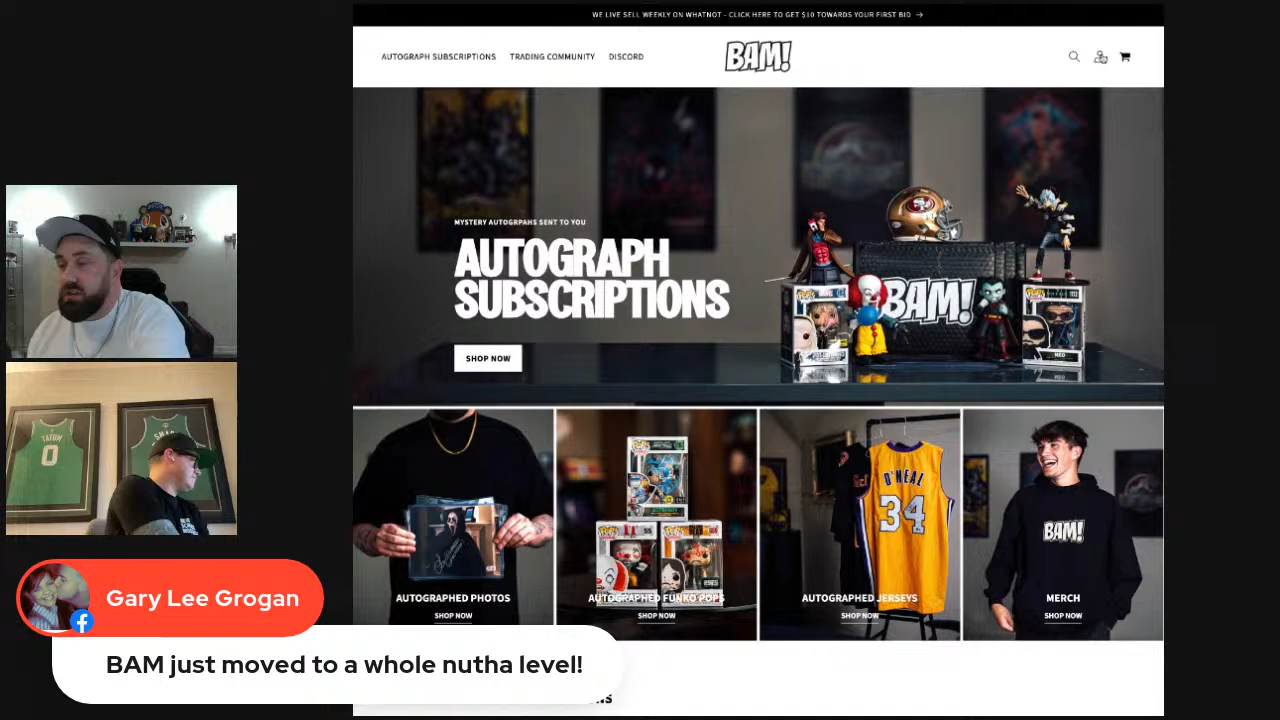 WE LIVE SELL WEEKLY ON WHATNOT - CLICK HERE TO GET $10 TOWARDS YOUR FIRST BID →
AUTOGRAPH SUBSCRIPTIONS
TRADING COMMUNITY
DISCORD
BAM!
MYSTERY AUTOGRPAHS SENT TO YOU
AUTOGRAPH
SUBSCRIPTIONS
SHOP NOW
BAM!
NEO
TATUM
0
O'NEAL
34
BAM!
AUTOGRAPHED PHOTOS
SHOP NOW
AUTOGRAPHED FUNKO POPS
SHOP NOW
AUTOGRAPHED JERSEYS
SHOP NOW
MERCH
SHOP NOW
Gary Lee Grogan
BAM just moved to a whole nutha level!